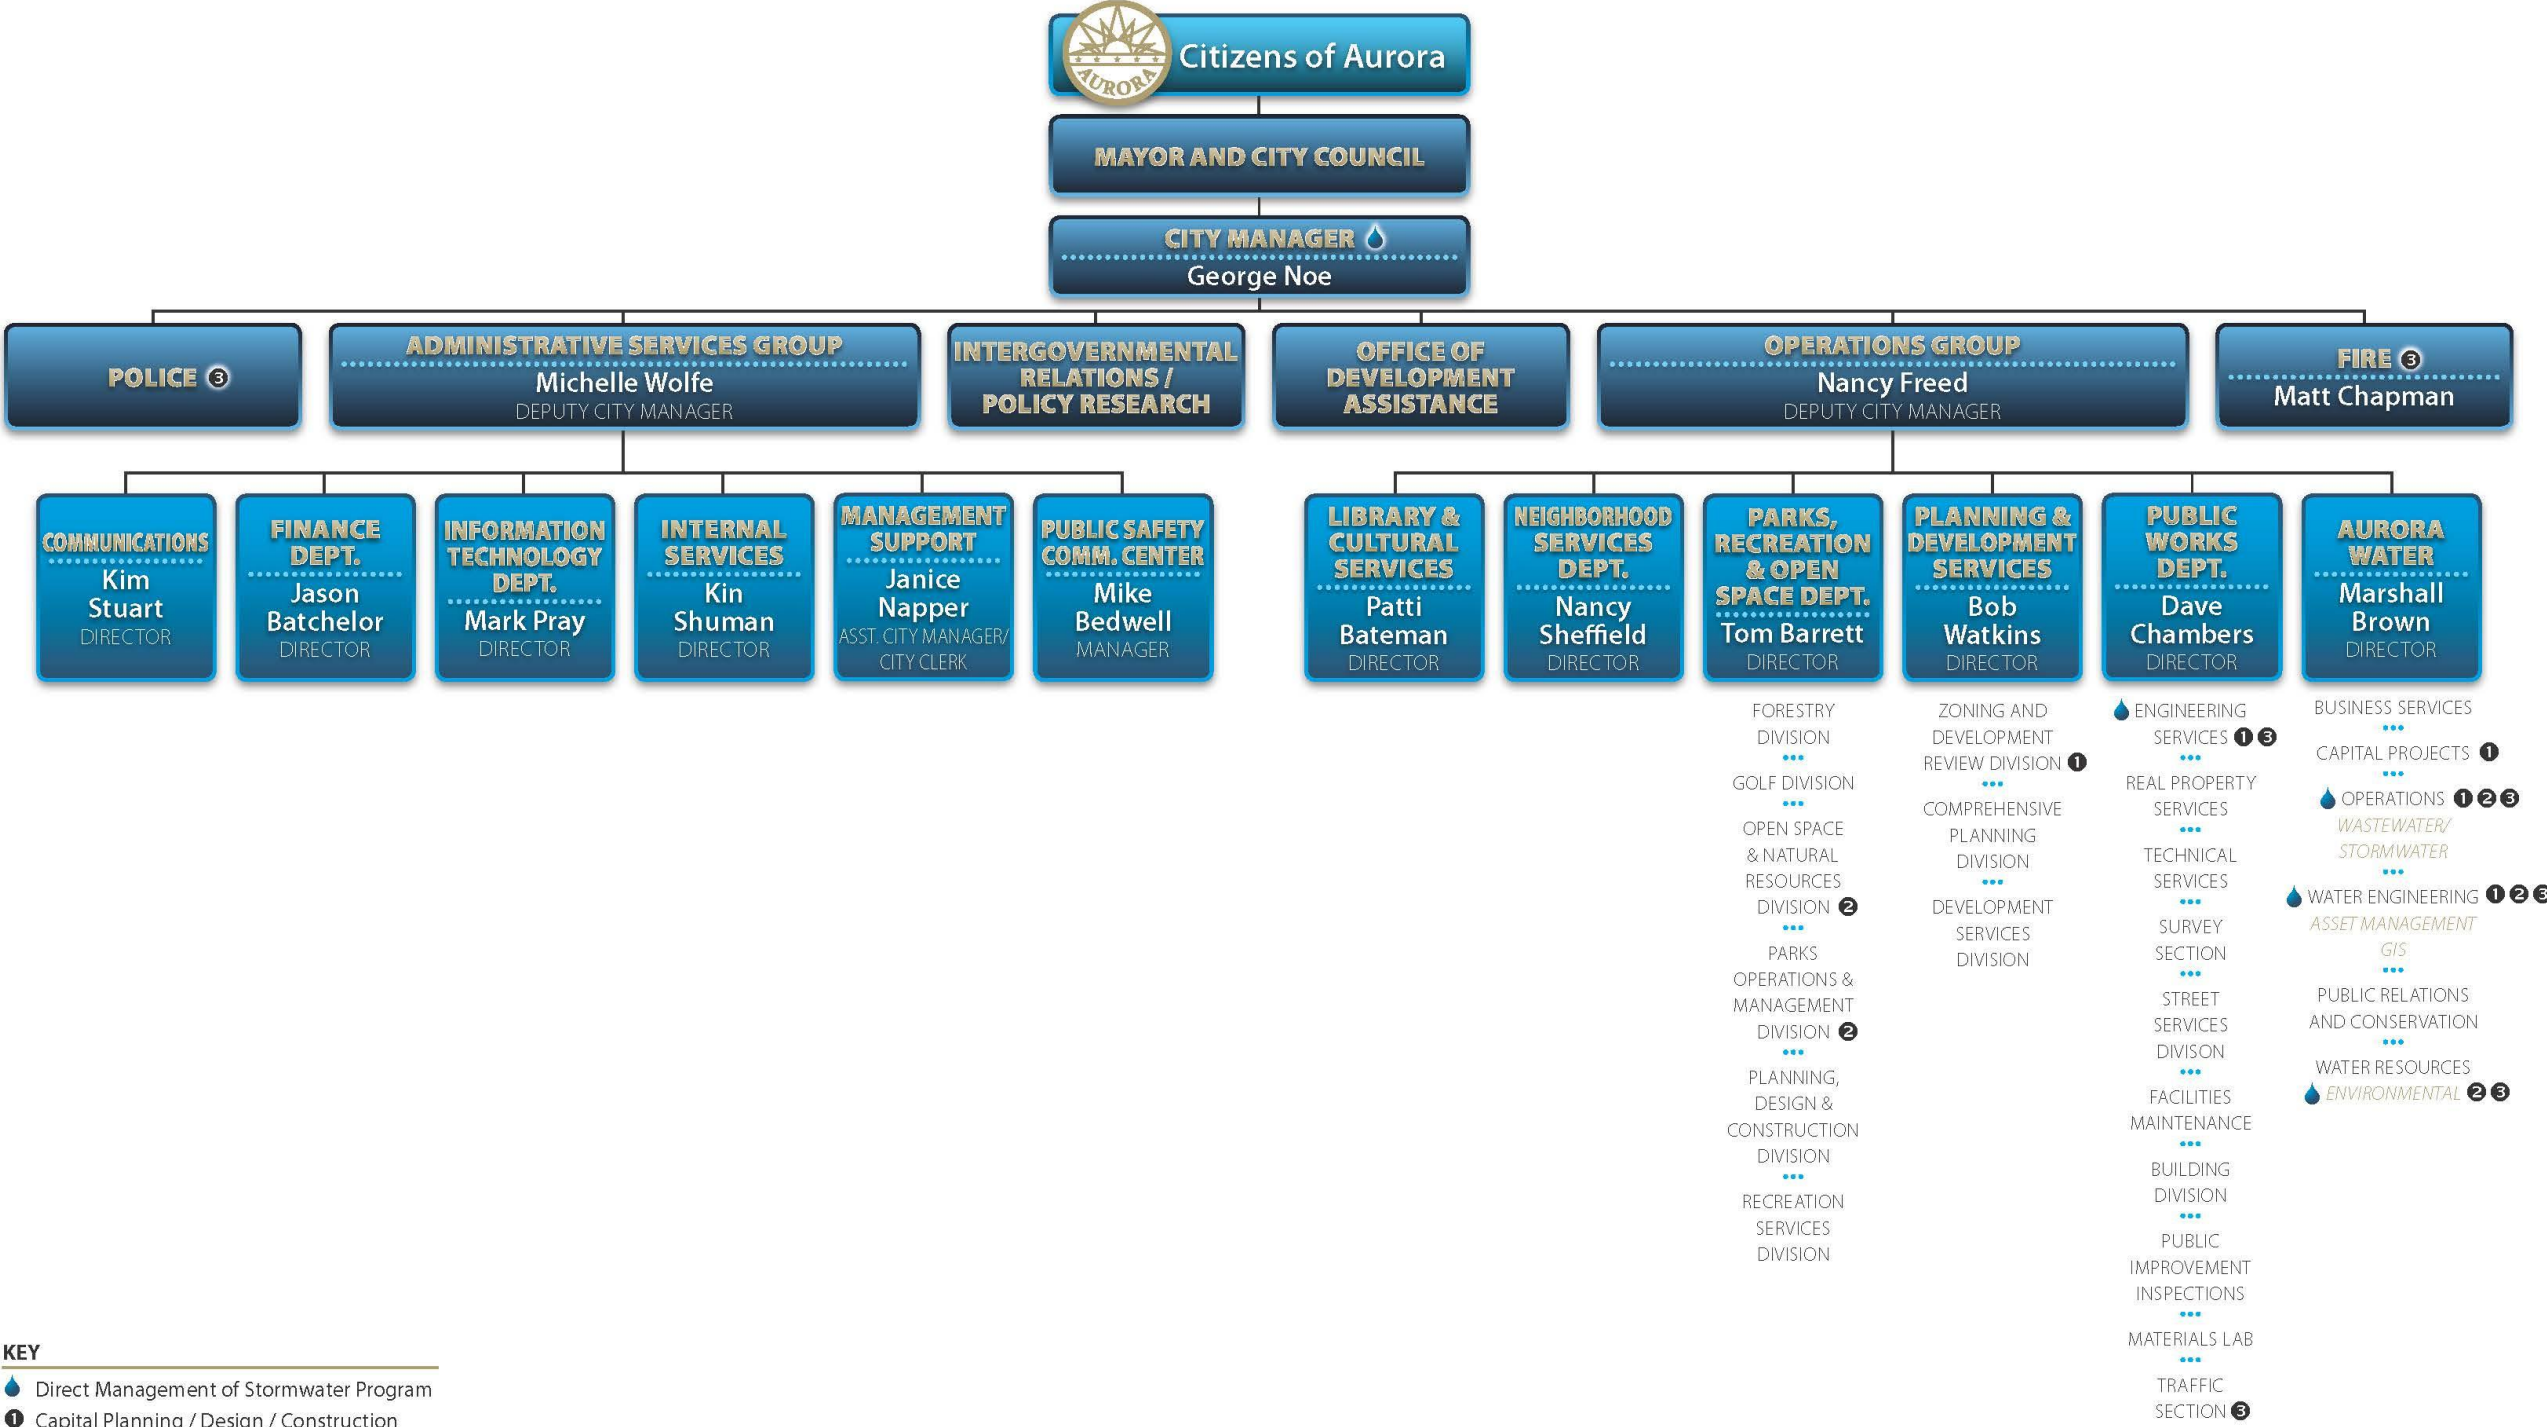 AURORA
Citizens of Aurora
MAYOR AND CITY COUNCIL
CITY MANAGER
George Noe
POLICE 3
ADMINISTRATIVE SERVICES GROUP
Michelle Wolfe
DEPUTY CITY MANAGER
INTERGOVERNMENTAL
RELATIONS /
POLICY RESEARCH
OFFICE OF
DEVELOPMENT
ASSISTANCE
OPERATIONS GROUP
Nancy Freed
DEPUTY CITY MANAGER
FIRE 3
Matt Chapman
COMMUNICATIONS
Kim
Stuart
DIRECTOR
FINANCE
DEPT.
Jason
Batchelor
DIRECTOR
INFORMATION
TECHNOLOGY
DEPT.
Mark Pray
DIRECTOR
INTERNAL
SERVICES
Kin
Shuman
DIRECTOR
MANAGEMENT
SUPPORT
Janice
Napper
ASST. CITY MANAGER/
CITY CLERK
PUBLIC SAFETY
COMM. CENTER
Mike
Bedwell
MANAGER
LIBRARY &
CULTURAL
SERVICES
Patti
Bateman
DIRECTOR
NEIGHBORHOOD
SERVICES
DEPT.
Nancy
Sheffield
DIRECTOR
PARKS,
RECREATION
& OPEN
SPACE DEPT.
Tom Barrett
DIRECTOR
FORESTRY
DIVISION
GOLF DIVISION
OPEN SPACE
& NATURAL
RESOURCES
DIVISION 2
PARKS
OPERATIONS &
MANAGEMENT
DIVISION 2
PLANNING,
DESIGN &
CONSTRUCTION
DIVISION
RECREATION
SERVICES
DIVISION
PLANNING &
DEVELOPMENT
SERVICES
Bob
Watkins
DIRECTOR
ZONING AND
DEVELOPMENT
REVIEW DIVISION 1
COMPREHENSIVE
PLANNING
DIVISION
DEVELOPMENT
SERVICES
DIVISION
PUBLIC
WORKS
DEPT.
Dave
Chambers
DIRECTOR
ENGINEERING
SERVICES 1 3
REAL PROPERTY
SERVICES
TECHNICAL
SERVICES
SURVEY
SECTION
STREET
SERVICES
DIVISON
FACILITIES
MAINTENANCE
BUILDING
DIVISION
PUBLIC
IMPROVEMENT
INSPECTIONS
MATERIALS LAB
TRAFFIC
SECTION 3
AURORA
WATER
Marshall
Brown
DIRECTOR
BUSINESS SERVICES
CAPITAL PROJECTS 1
OPERATIONS 1 2 3
WASTEWATER/
STORMWATER
WATER ENGINEERING 1 2 3
ASSET MANAGEMENT
GIS
PUBLIC RELATIONS
AND CONSERVATION
WATER RESOURCES
ENVIRONMENTAL 2 3
KEY
Direct Management of Stormwater Program
1 Capital Planning / Design / Construction